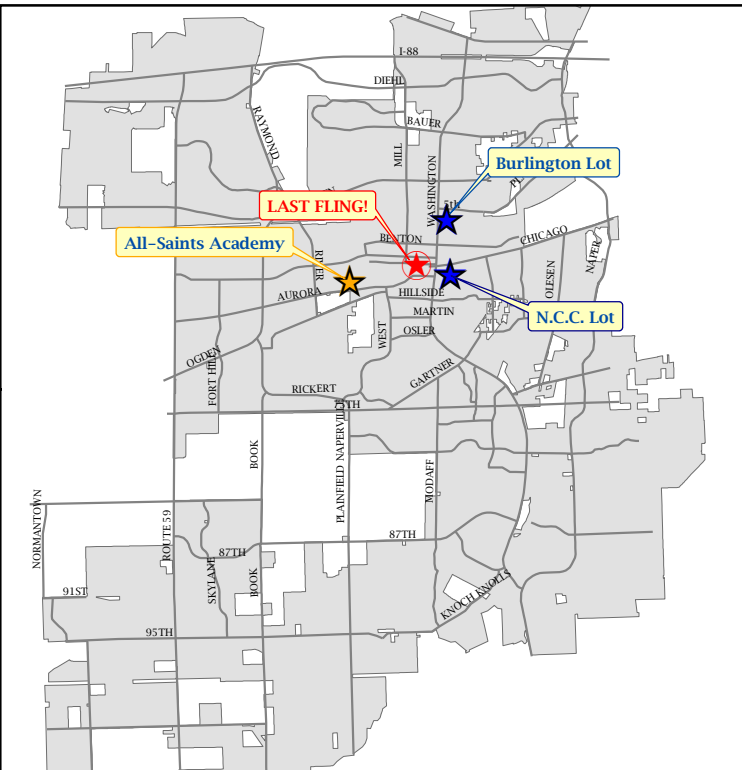 I-88
DIEHL
RAYMOND
BAUER
MILL
WASHINGTON
Burlington Lot
PL
LAST FLING!
5th
All-Saints Academy
BENTON
CHICAGO
RIVER
NAPER
OLESEN
AURORA
HILLSIDE
MARTIN
N.C.C. Lot
WEST
OSLER
OGDEN
FORT HILL
RICKERT
GARTNER
75TH
PLAINFIELD NAPERVILLE
BOOK
MODAFF
NORMANTOWN
ROUTE 59
87TH
87TH
SKYLANE
BOOK
91ST
KNOCH KNOLLS
95TH